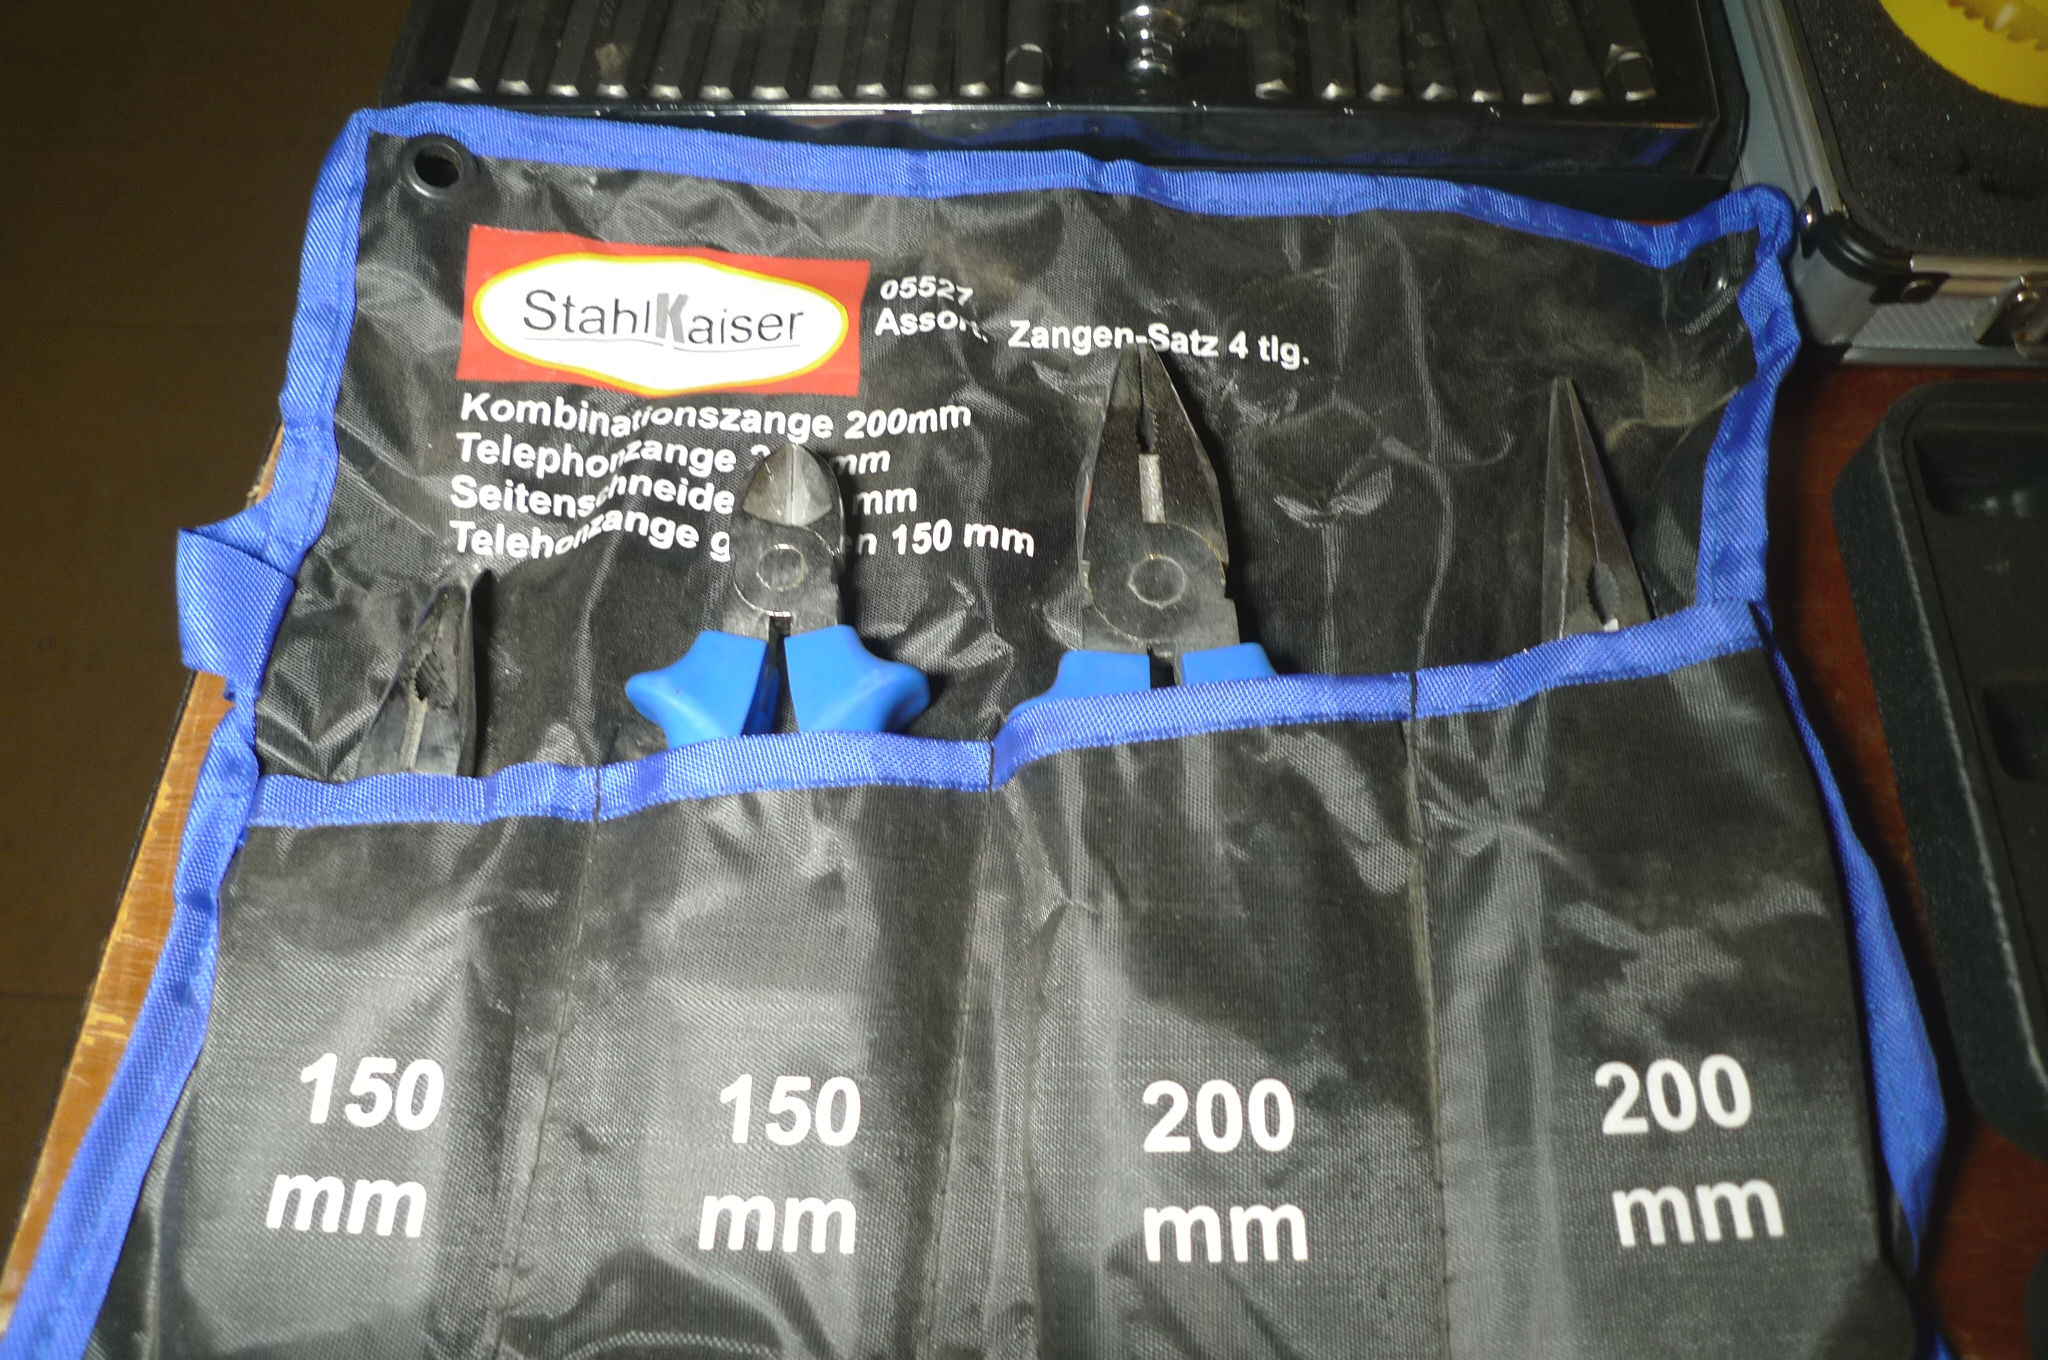 StahlKaiser
05527
Assort. Zangen-Satz 4 tlg.
Kombinationszange 200mm
Telephonzange mm
Seitenschneide mm
Telehonzange 150 mm
150
mm
150
mm
200
mm
200
mm